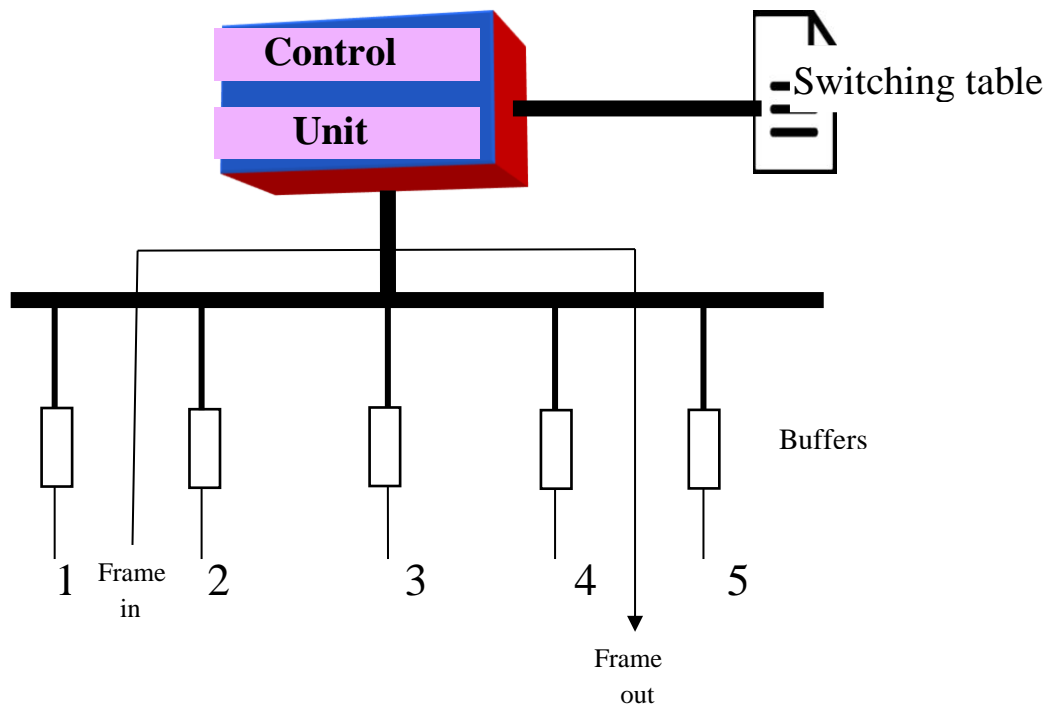 Control
Unit
Switching table
Buffers
1
Frame
in
2
3
4
5
Frame
out